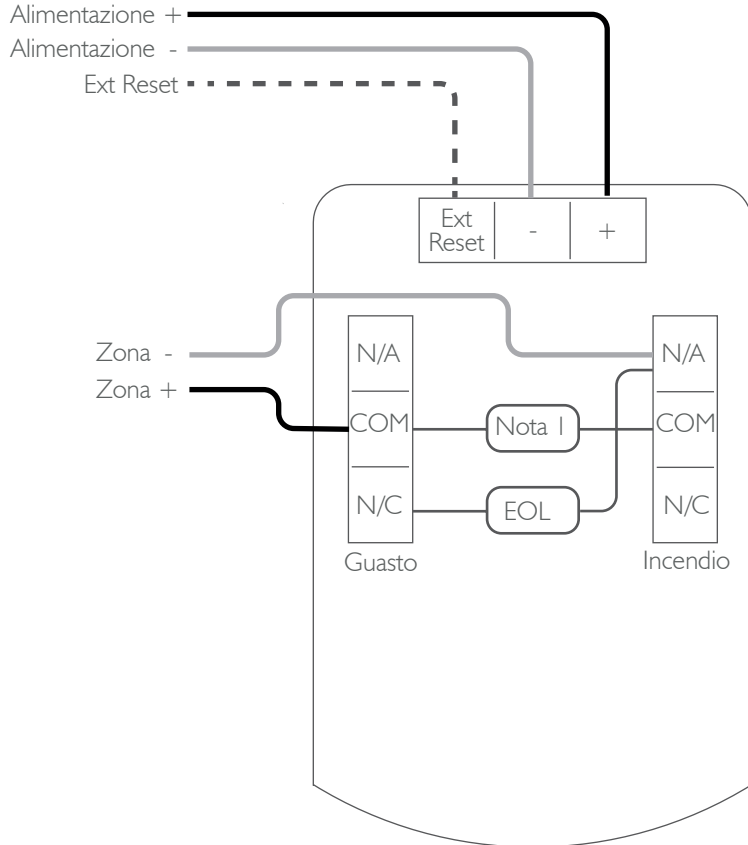 Alimentazione +
Alimentazione -
Ext Reset
Ext
Reset
-
+
Zona -
Zona +
N/A
COM
N/C
Guasto
Nota 1
EOL
N/A
COM
N/C
Incendio